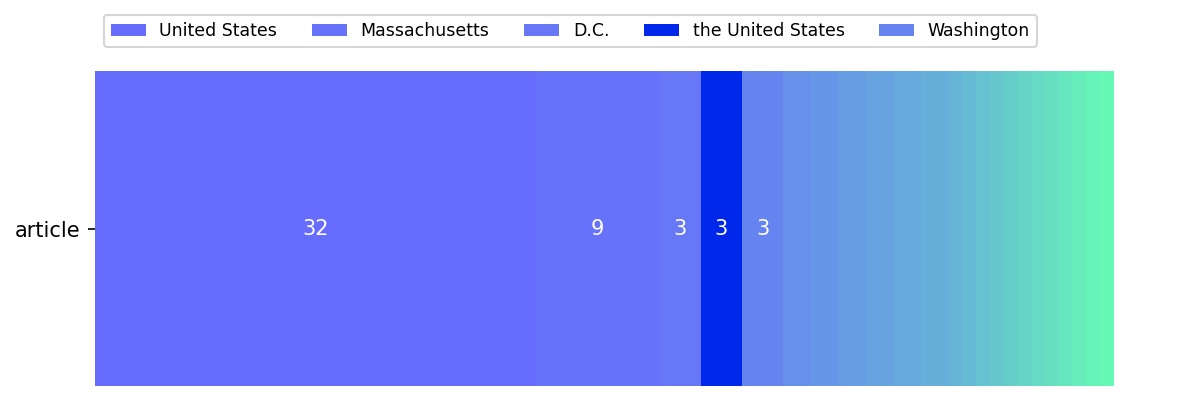 United States Massachusetts D.C. the United States Washington
article 32 9 3 3 3